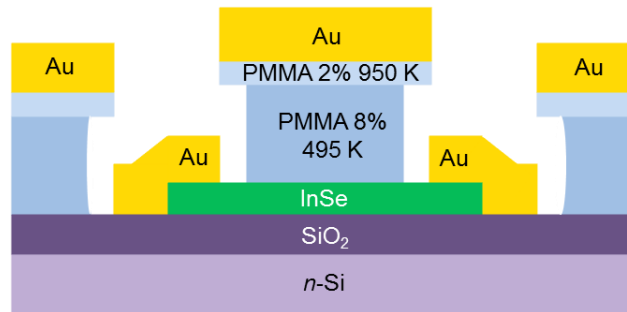 Au
Au
Au
PMMA 2% 950 K
PMMA 8%
495 K
Au
Au
InSe
SiO₂
n-Si